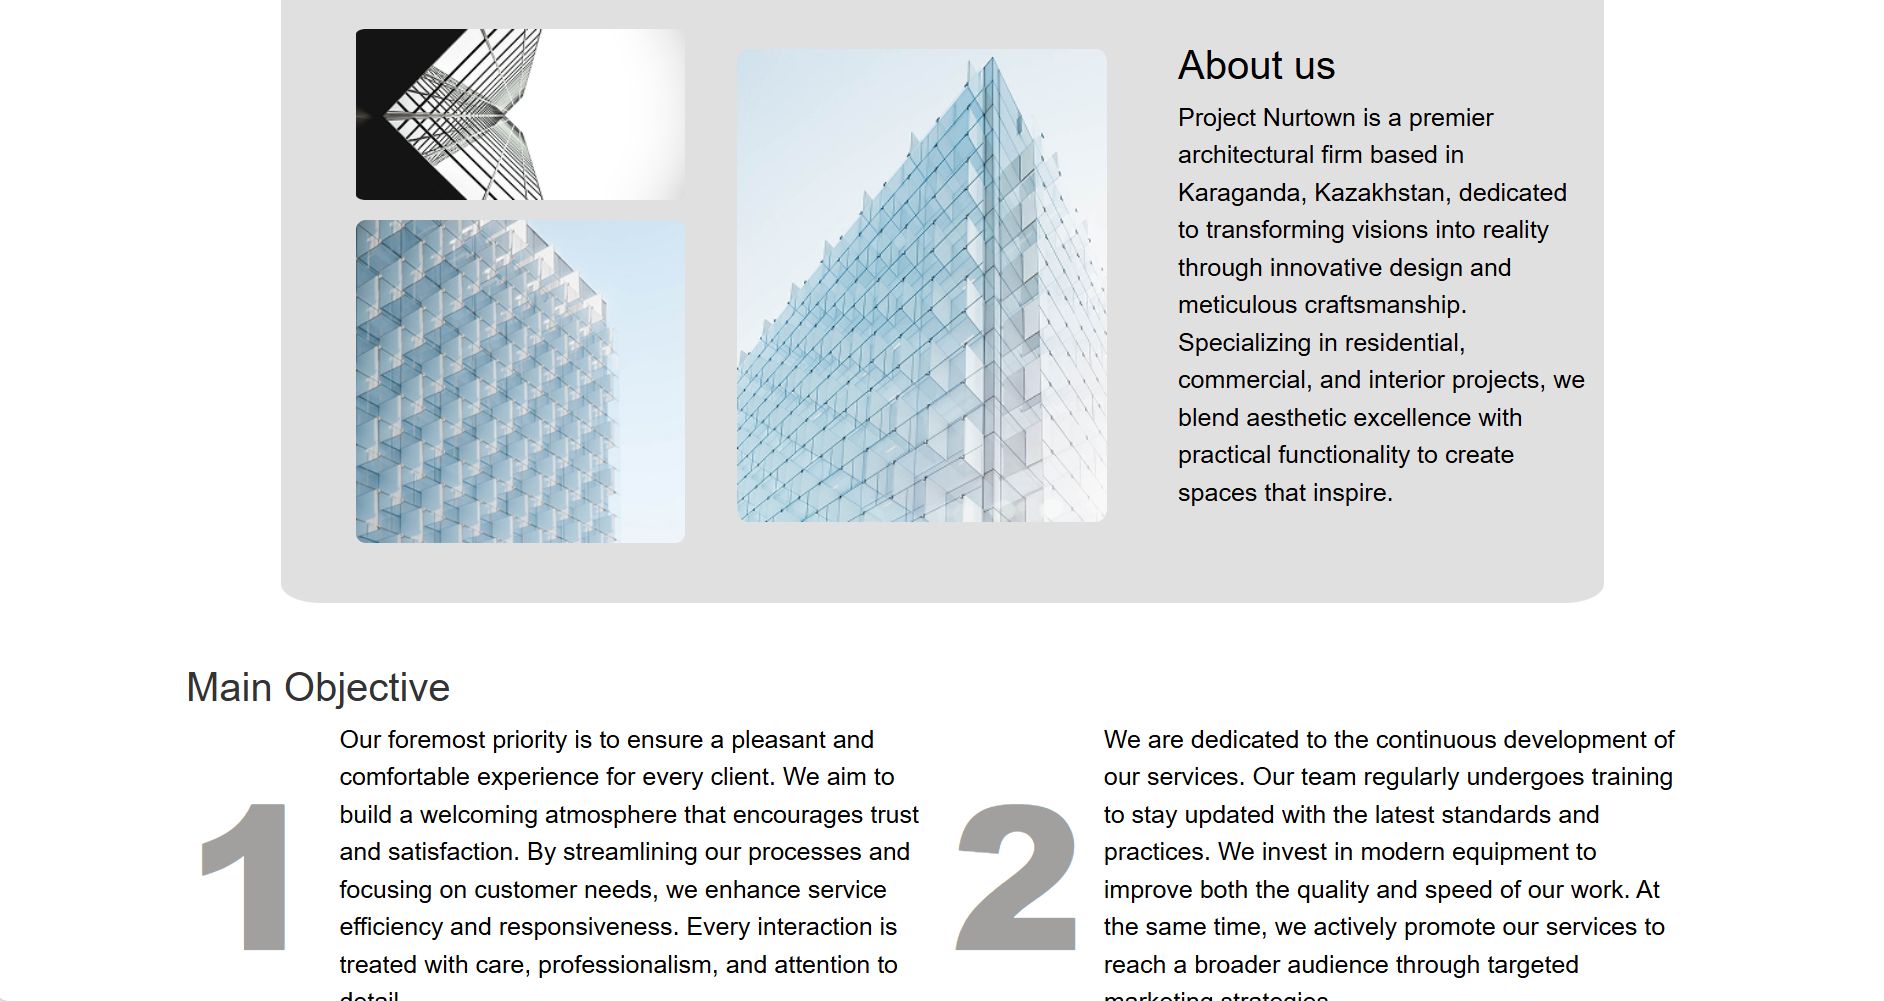 About us
Project Nurtown is a premier
architectural firm based in
Karaganda, Kazakhstan, dedicated
to transforming visions into reality
through innovative design and
meticulous craftsmanship.
Specializing in residential,
commercial, and interior projects, we
blend aesthetic excellence with
practical functionality to create
spaces that inspire.
Main Objective
1
Our foremost priority is to ensure a pleasant and
comfortable experience for every client. We aim to
build a welcoming atmosphere that encourages trust
and satisfaction. By streamlining our processes and
focusing on customer needs, we enhance service
efficiency and responsiveness. Every interaction is
treated with care, professionalism, and attention to
detail.
2
We are dedicated to the continuous development of
our services. Our team regularly undergoes training
to stay updated with the latest standards and
practices. We invest in modern equipment to
improve both the quality and speed of our work. At
the same time, we actively promote our services to
reach a broader audience through targeted
marketing strategies.